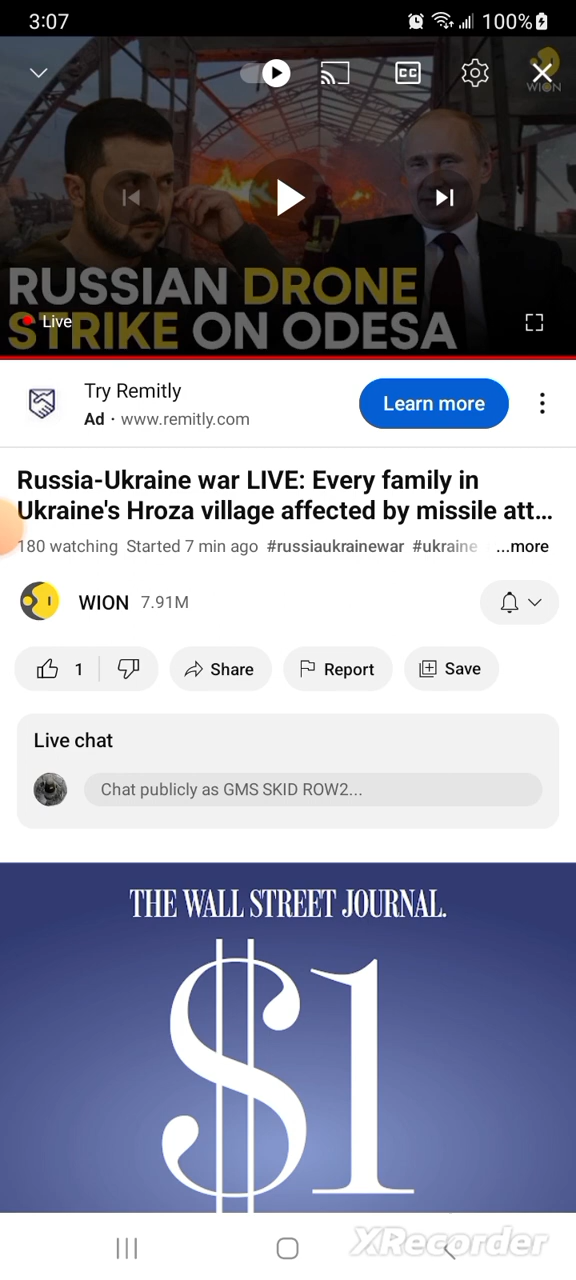 3:07
100%
CC
WION
RUSSIAN DRONE
STRIKE ON ODESA
Live
Try Remitly
Ad · www.remitly.com
Learn more
Russia-Ukraine war LIVE: Every family in
Ukraine's Hroza village affected by missile att...
180 watching Started 7 min ago #russiaukrainewar #ukraine ...more
WION 7.91M
1
Share
Report
Save
Live chat
Chat publicly as GMS SKID ROW2...
THE WALL STREET JOURNAL.
$1
XRecorder